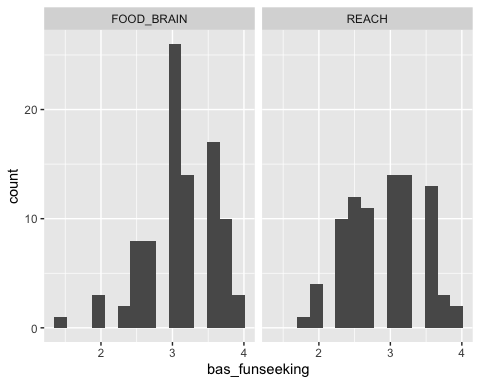 FOOD_BRAIN REACH
count
20
10
0
2 3 4 2 3 4
bas_funseeking